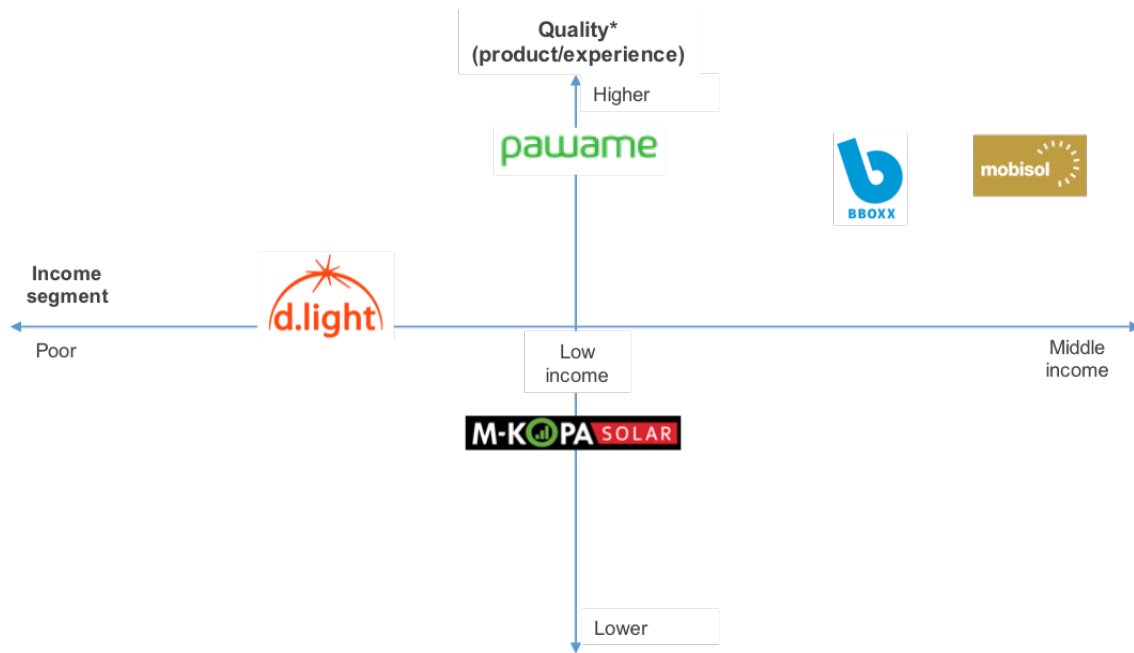 Quality*
(product/experience)
Higher
pawame
b
BBOXX
mobisol
Income
segment
d.light
Poor
Low
income
Middle
income
M-KOPA SOLAR
Lower